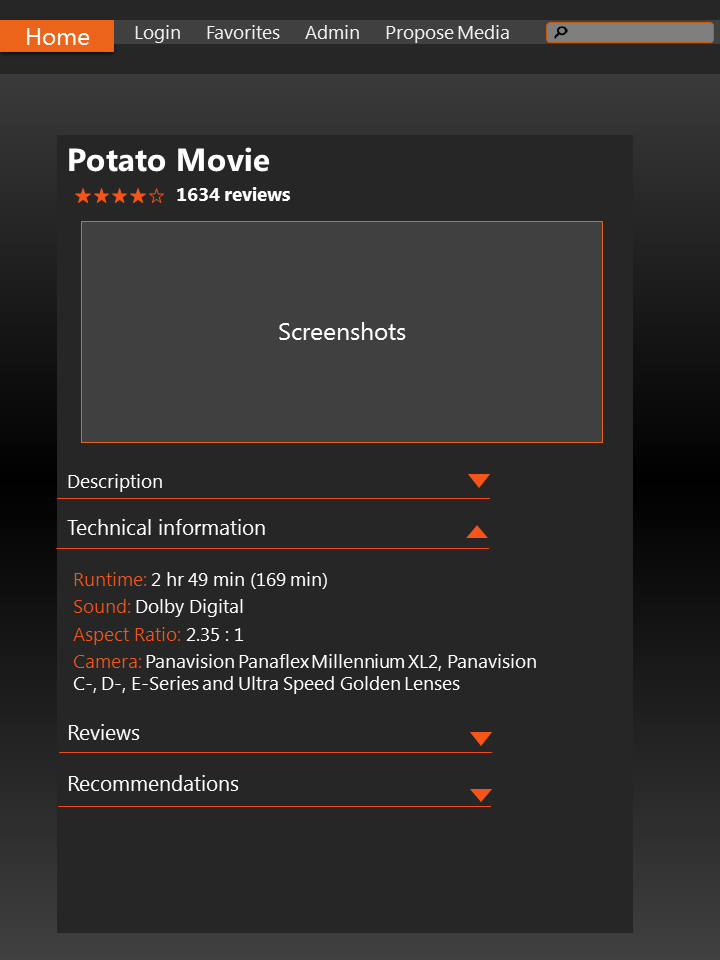 Home Login Favorites Admin Propose Media
Potato Movie
★★★★☆ 1634 reviews
Screenshots
Description
Technical information
Runtime: 2 hr 49 min (169 min)
Sound: Dolby Digital
Aspect Ratio: 2.35 : 1
Camera: Panavision Panaflex Millennium XL2, Panavision
C-, D-, E-Series and Ultra Speed Golden Lenses
Reviews
Recommendations